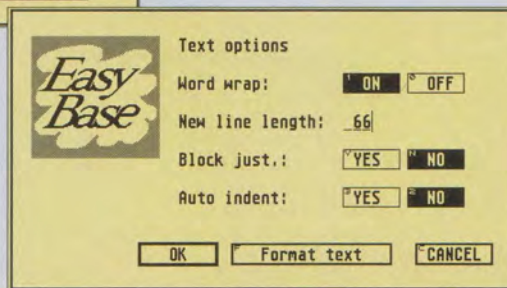 Easy
Base
Text options
Word wrap: ON OFF
New line length: _66
Block just.: YES NO
Auto indent: YES NO
OK Format text CANCEL